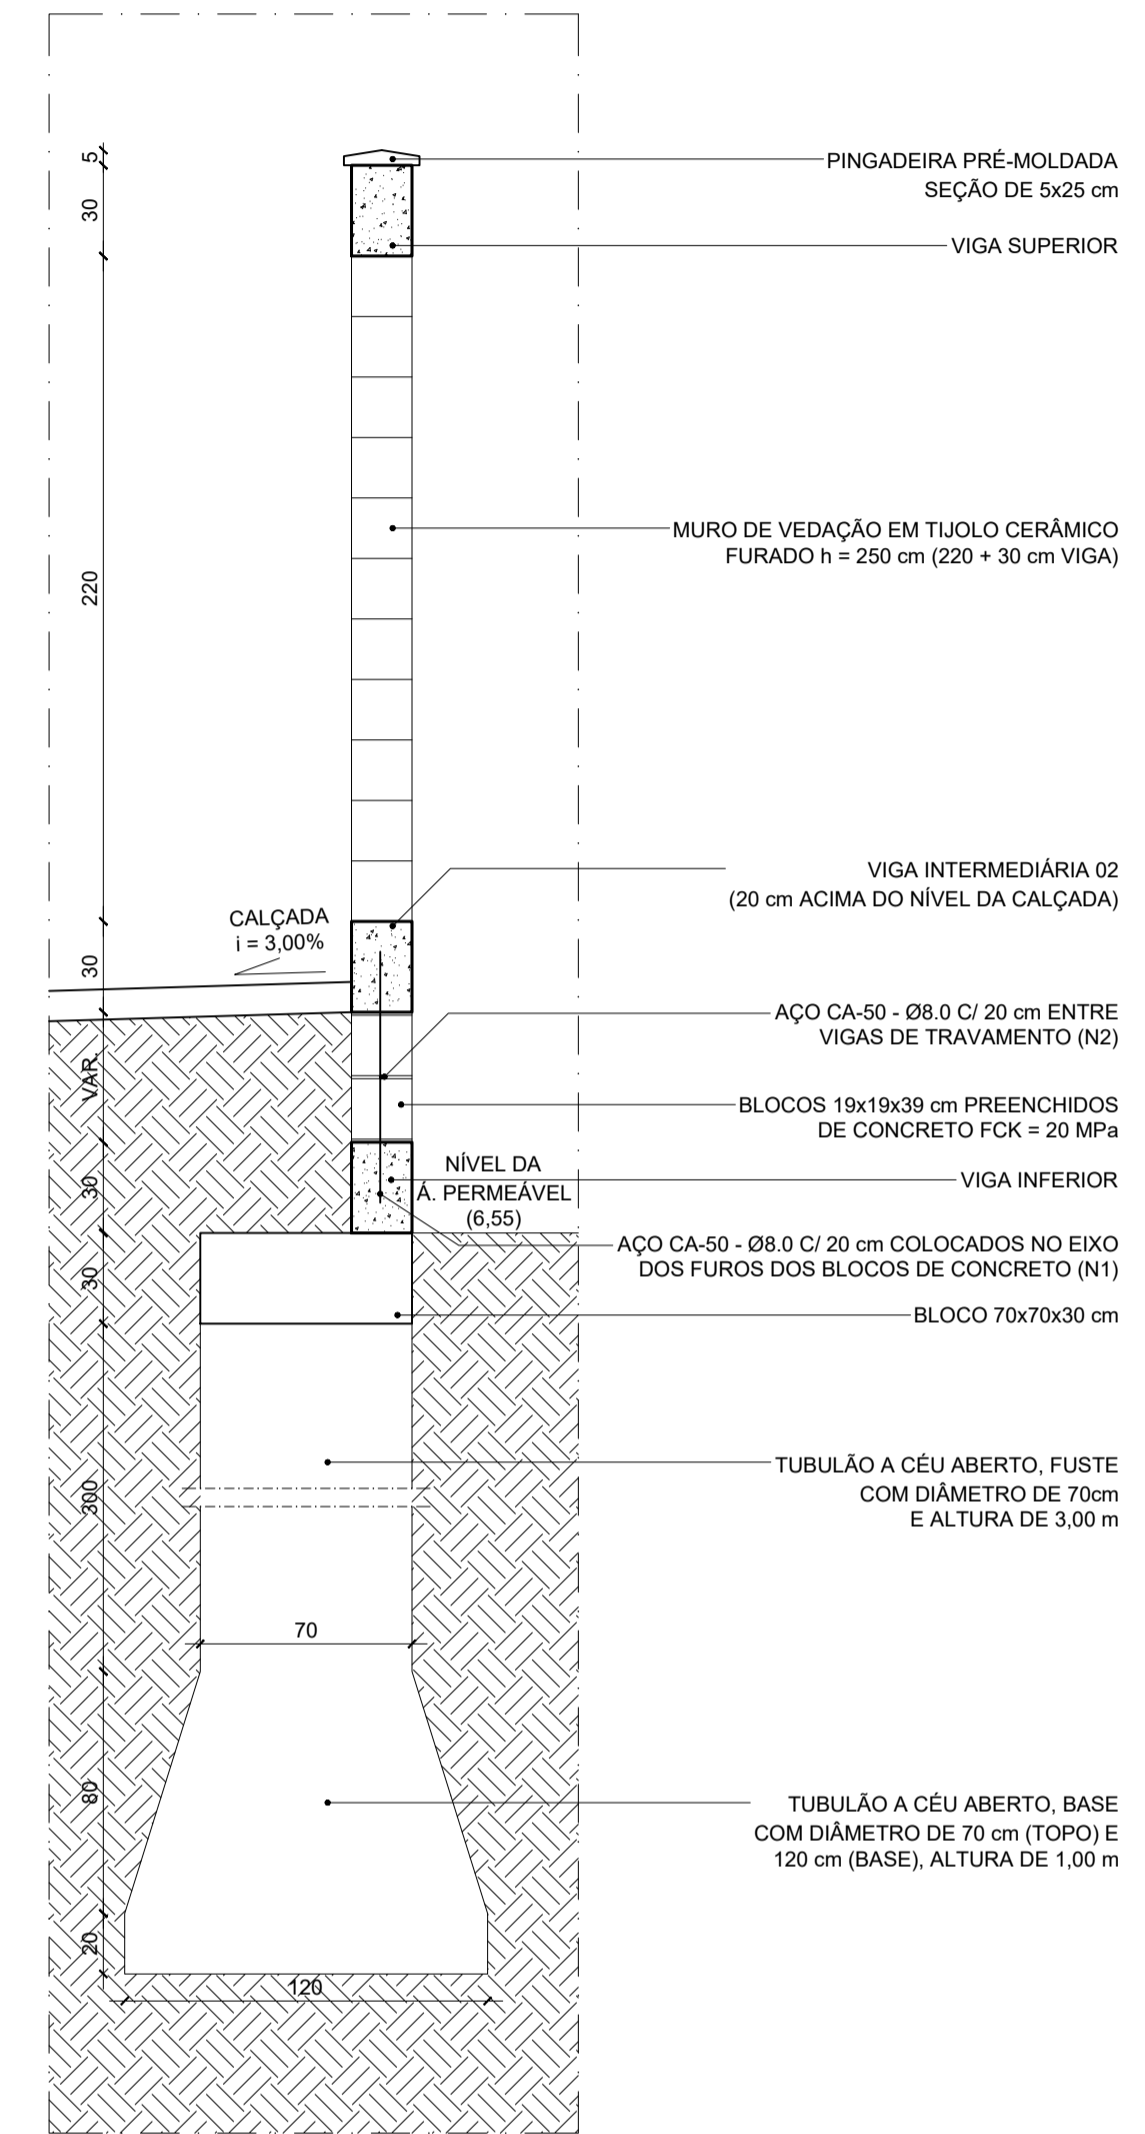 5
PINGADEIRA PRÉ-MOLDADA
SEÇÃO DE 5x25 cm
30
VIGA SUPERIOR
MURO DE VEDAÇÃO EM TIJOLO CERÂMICO
FURADO h = 250 cm (220 + 30 cm VIGA)
220
VIGA INTERMEDIÁRIA 02
(20 cm ACIMA DO NÍVEL DA CALÇADA)
CALÇADA
i = 3,00%
30
AÇO CA-50 - Ø8.0 C/ 20 cm ENTRE
VIGAS DE TRAVAMENTO (N2)
VAR.
BLOCOS 19x19x39 cm PREENCHIDOS
DE CONCRETO FCK = 20 MPa
30
NÍVEL DA
Á. PERMEÁVEL
(6,55)
VIGA INFERIOR
AÇO CA-50 - Ø8.0 C/ 20 cm COLOCADOS NO EIXO
DOS FUROS DOS BLOCOS DE CONCRETO (N1)
30
BLOCO 70x70x30 cm
TUBULÃO A CÉU ABERTO, FUSTE
COM DIÂMETRO DE 70cm
E ALTURA DE 3,00 m
300
70
80
TUBULÃO A CÉU ABERTO, BASE
COM DIÂMETRO DE 70 cm (TOPO) E
120 cm (BASE), ALTURA DE 1,00 m
20
120